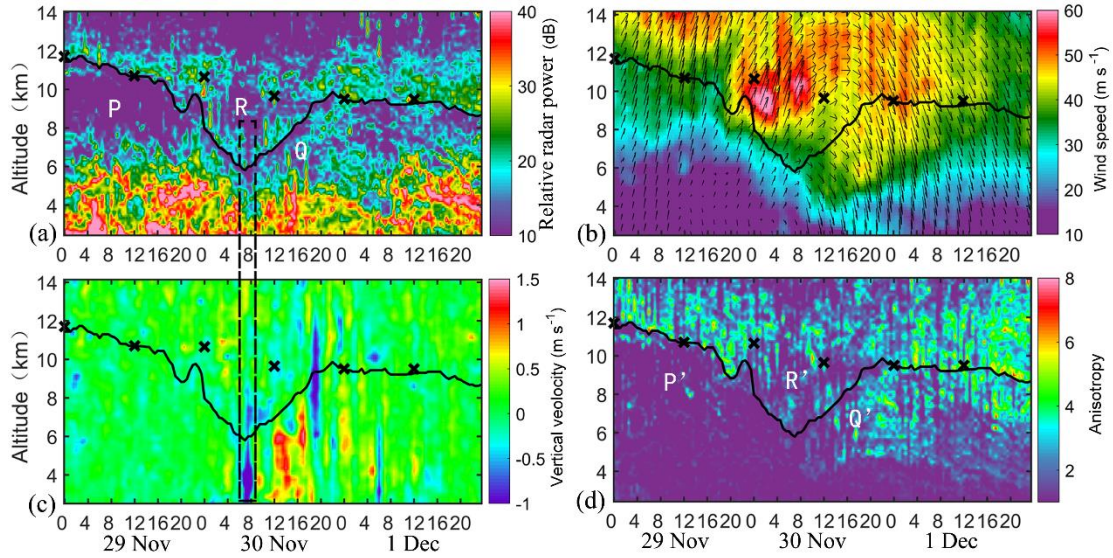 14
12
10
8
6
4
Altitude（km）
P
R
Q
(a)
0 4 8 12 16 20 0 4 8 12 16 20 0 4 8 12 16 20
40
30
20
10
Relative radar power (dB)
14
12
10
8
6
4
(b)
0 4 8 12 16 20 0 4 8 12 16 20 0 4 8 12 16 20
60
50
40
30
20
10
Wind speed (m s⁻¹)
14
12
10
8
6
4
Altitude（km）
(c)
0 4 8 12 16 20 0 4 8 12 16 20 0 4 8 12 16 20
29 Nov 30 Nov 1 Dec
1.5
1
0.5
0
-0.5
-1
Vertical veolocity (m s⁻¹)
14
12
10
8
6
4
P’
R’
Q’
(d)
0 4 8 12 16 20 0 4 8 12 16 20 0 4 8 12 16 20
29 Nov 30 Nov 1 Dec
8
6
4
2
Anisotropy